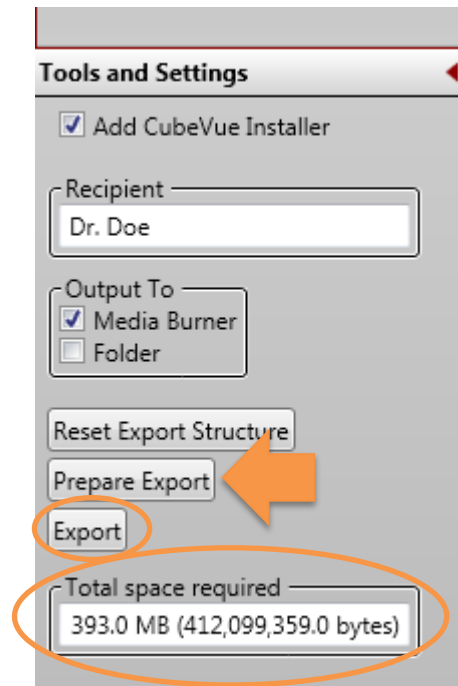 Tools and Settings
Add CubeVue Installer
Recipient
Dr. Doe
Output To
Media Burner
Folder
Reset Export Structure
Prepare Export
Export
Total space required
393.0 MB (412,099,359.0 bytes)